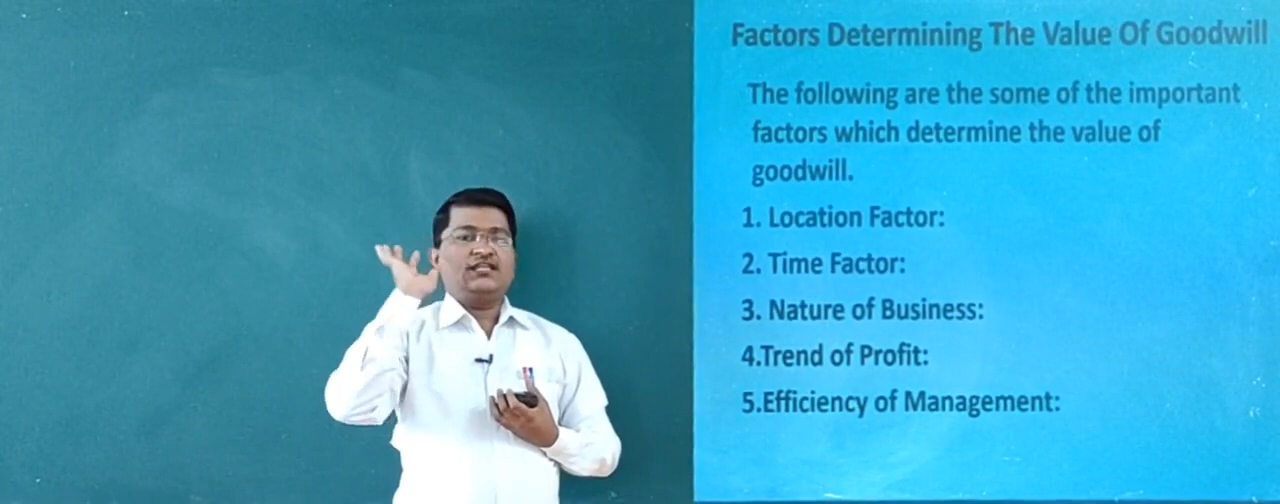 Factors Determining The Value Of Goodwill
The following are the some of the important
factors which determine the value of
goodwill.
1. Location Factor:
2. Time Factor:
3. Nature of Business:
4.Trend of Profit:
5.Efficiency of Management: